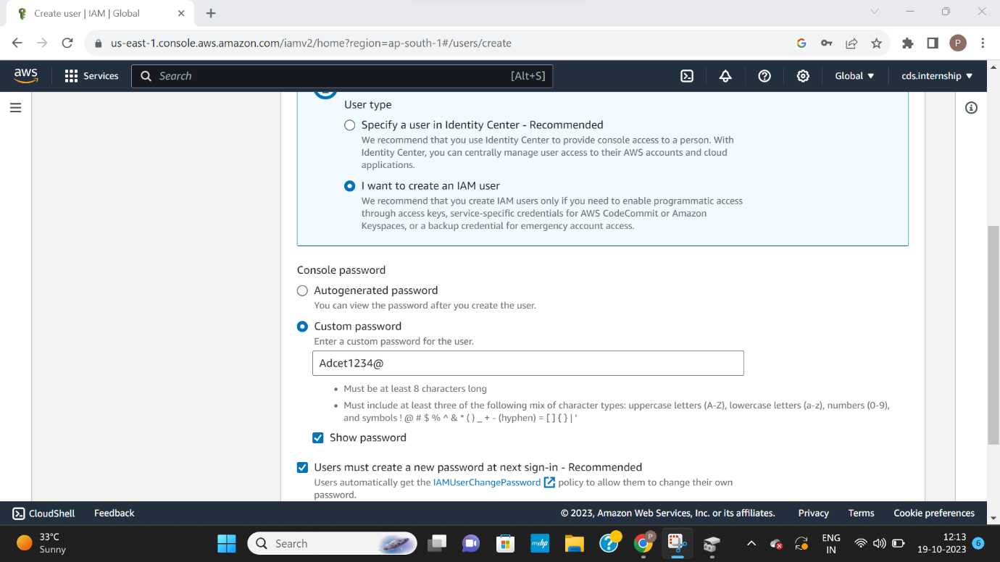 Create user | IAM | Global
us-east-1.console.aws.amazon.com/iamv2/home?region=ap-south-1#/users/create
P
aws
Services
Search
[Alt+S]
Global
cds.internship
User type
Specify a user in Identity Center - Recommended
We recommend that you use Identity Center to provide console access to a person. With
Identity Center, you can centrally manage user access to their AWS accounts and cloud
applications.
I want to create an IAM user
We recommend that you create IAM users only if you need to enable programmatic access
through access keys, service-specific credentials for AWS CodeCommit or Amazon
Keyspaces, or a backup credential for emergency account access.
Console password
Autogenerated password
You can view the password after you create the user.
Custom password
Enter a custom password for the user.
Adcet1234@
• Must be at least 8 characters long
• Must include at least three of the following mix of character types: uppercase letters (A-Z), lowercase letters (a-z), numbers (0-9),
and symbols ! @ # $ % ^ & * ( ) _ + - (hyphen) = [ ] { } | '
Show password
Users must create a new password at next sign-in - Recommended
Users automatically get the IAMUserChangePassword policy to allow them to change their own
password.
CloudShell
Feedback
© 2023, Amazon Web Services, Inc. or its affiliates.
Privacy
Terms
Cookie preferences
33°C
Sunny
Search
myhp
P
ENG
IN
12:13
19-10-2023
6